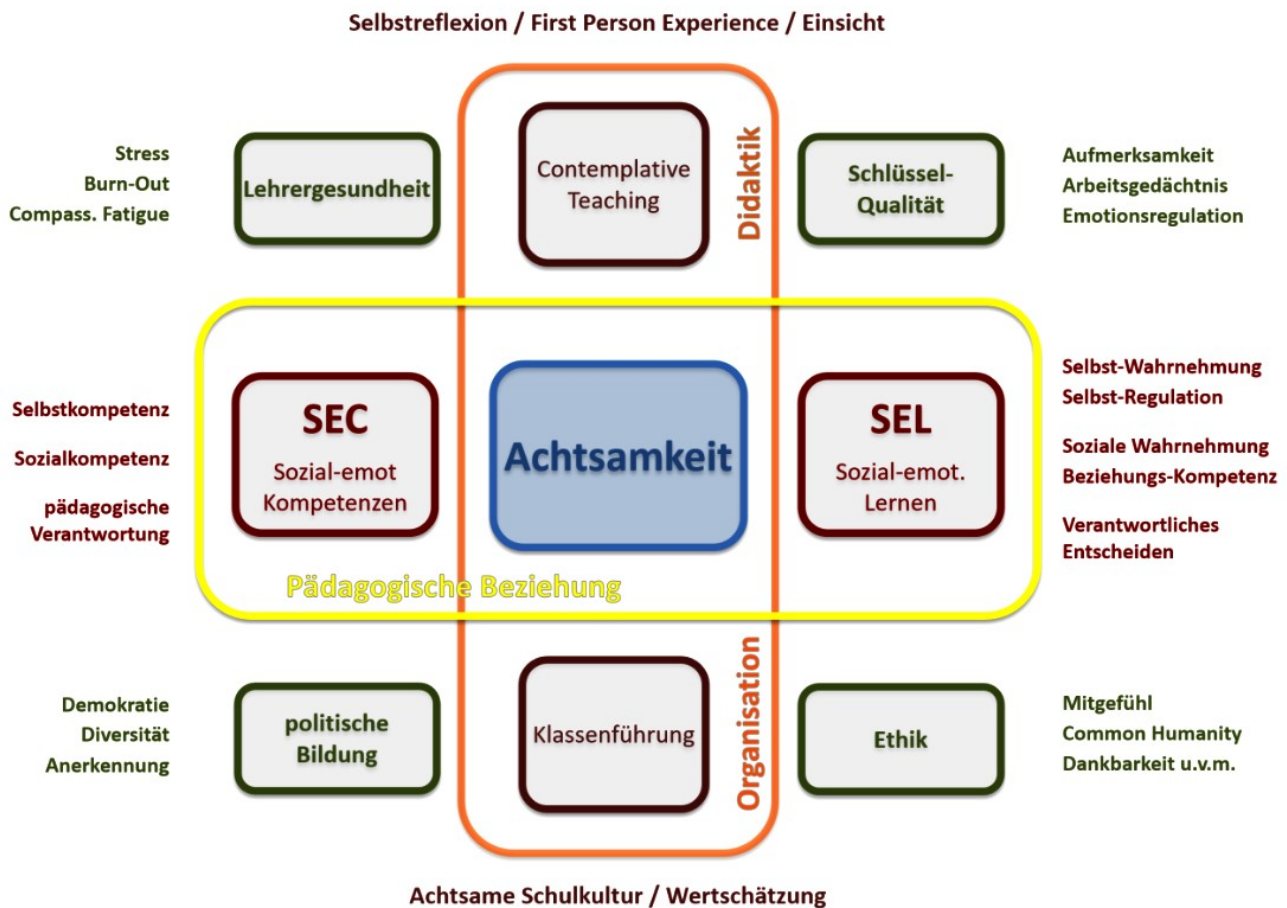 Selbstreflexion / First Person Experience / Einsicht
Stress
Burn-Out
Compass. Fatigue
Lehrergesundheit
Contemplative
Teaching
Didaktik
Schlüssel-
Qualität
Aufmerksamkeit
Arbeitsgedächtnis
Emotionsregulation
Selbstkompetenz
Sozialkompetenz
pädagogische
Verantwortung
SEC
Sozial-emot
Kompetenzen
Achtsamkeit
SEL
Sozial-emot.
Lernen
Selbst-Wahrnehmung
Selbst-Regulation
Soziale Wahrnehmung
Beziehungs-Kompetenz
Verantwortliches
Entscheiden
Pädagogische Beziehung
Demokratie
Diversität
Anerkennung
politische
Bildung
Klassenführung
Organisation
Ethik
Mitgefühl
Common Humanity
Dankbarkeit u.v.m.
Achtsame Schulkultur / Wertschätzung